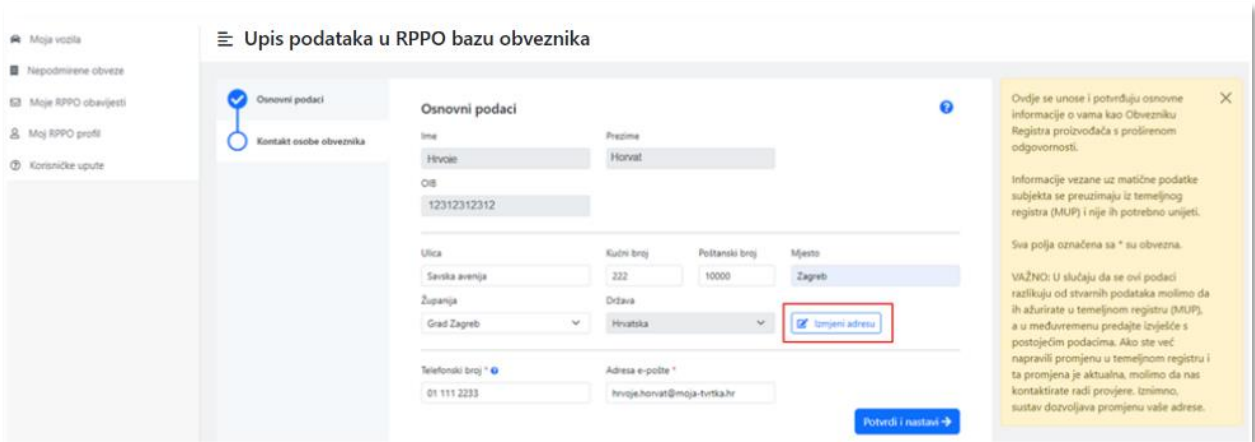 Moja vozila
Nepodmirene obveze
Moje RPPO obavijesti
Moj RPPO profil
Korisničke upute
Upis podataka u RPPO bazu obveznika
Osnovni podaci
Kontakt osobe obveznika
Osnovni podaci
Ime Prezime
Hrvoje Horvat
OIB
12312312312
Ulica Kućni broj Poštanski broj Mjesto
Savska avenija 222 10000 Zagreb
Županija Država
Grad Zagreb Hrvatska Izmjeni adresu
Telefonski broj * Adresa e-pošte *
01 111 2233 hrvoje.horvat@moja-tvrtka.hr
Potvrdi i nastavi
Ovdje se unose i potvrđuju osnovne
informacije o vama kao Obvezniku
Registra proizvođača s proširenom
odgovornosti.
Informacije vezane uz matične podatke
subjekta se preuzimaju iz temeljnog
registra (MUP) i nije ih potrebno unijeti.
Sva polja označena sa * su obvezna.
VAŽNO: U slučaju da se ovi podaci
razlikuju od stvarnih podataka molimo da
ih ažurirate u temeljnom registru (MUP),
a u međuvremenu predajte izvješće s
postojećim podacima. Ako ste već
napravili promjenu u temeljnom registru i
ta promjena je aktualna, molimo da nas
kontaktirate radi provjere. Iznimno,
sustav dozvoljava promjenu vaše adrese.